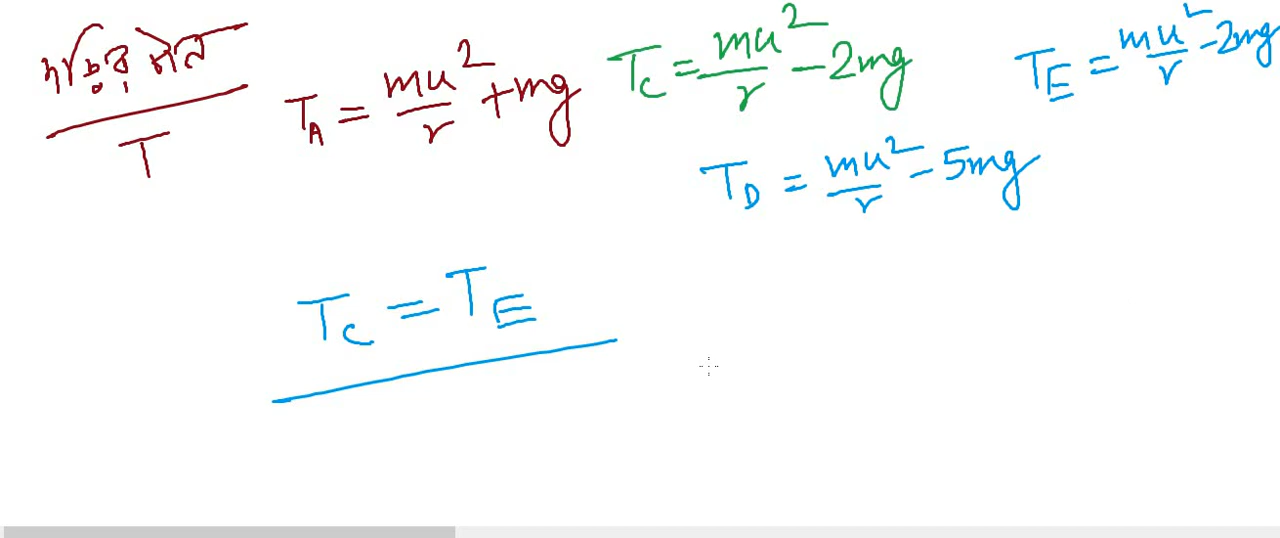 T
T_A = mu²/r + mg
T_C = mu²/r - 2mg
T_E = mu²/r - 2mg
T_D = mu²/r - 5mg
T_C = T_E